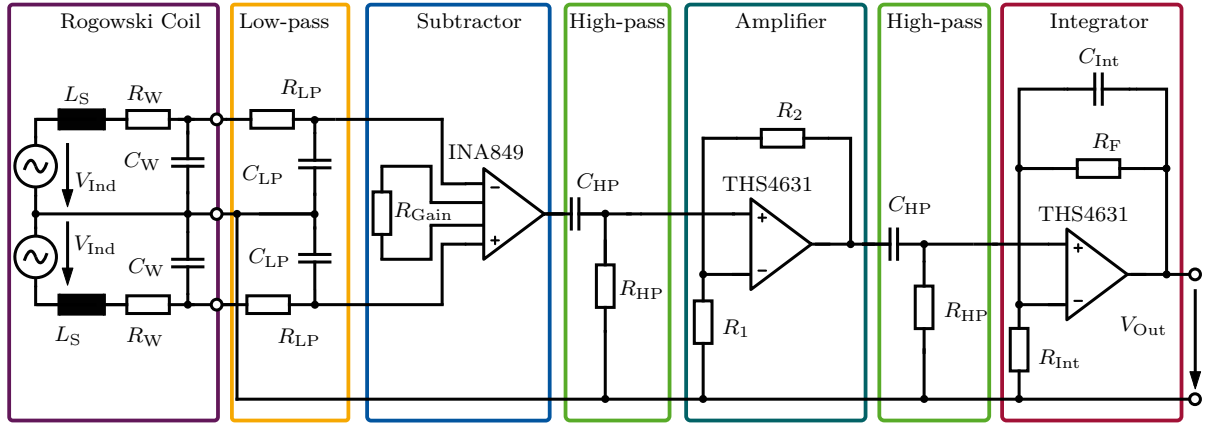 Rogowski Coil
Low-pass
Subtractor
High-pass
Amplifier
High-pass
Integrator
L_S
R_W
C_W
V_Ind
V_Ind
C_W
L_S
R_W
R_LP
C_LP
C_LP
R_LP
INA849
R_Gain
−
+
C_HP
R_HP
R_2
THS4631
+
−
R_1
C_HP
R_HP
C_Int
R_F
THS4631
+
−
R_Int
V_Out